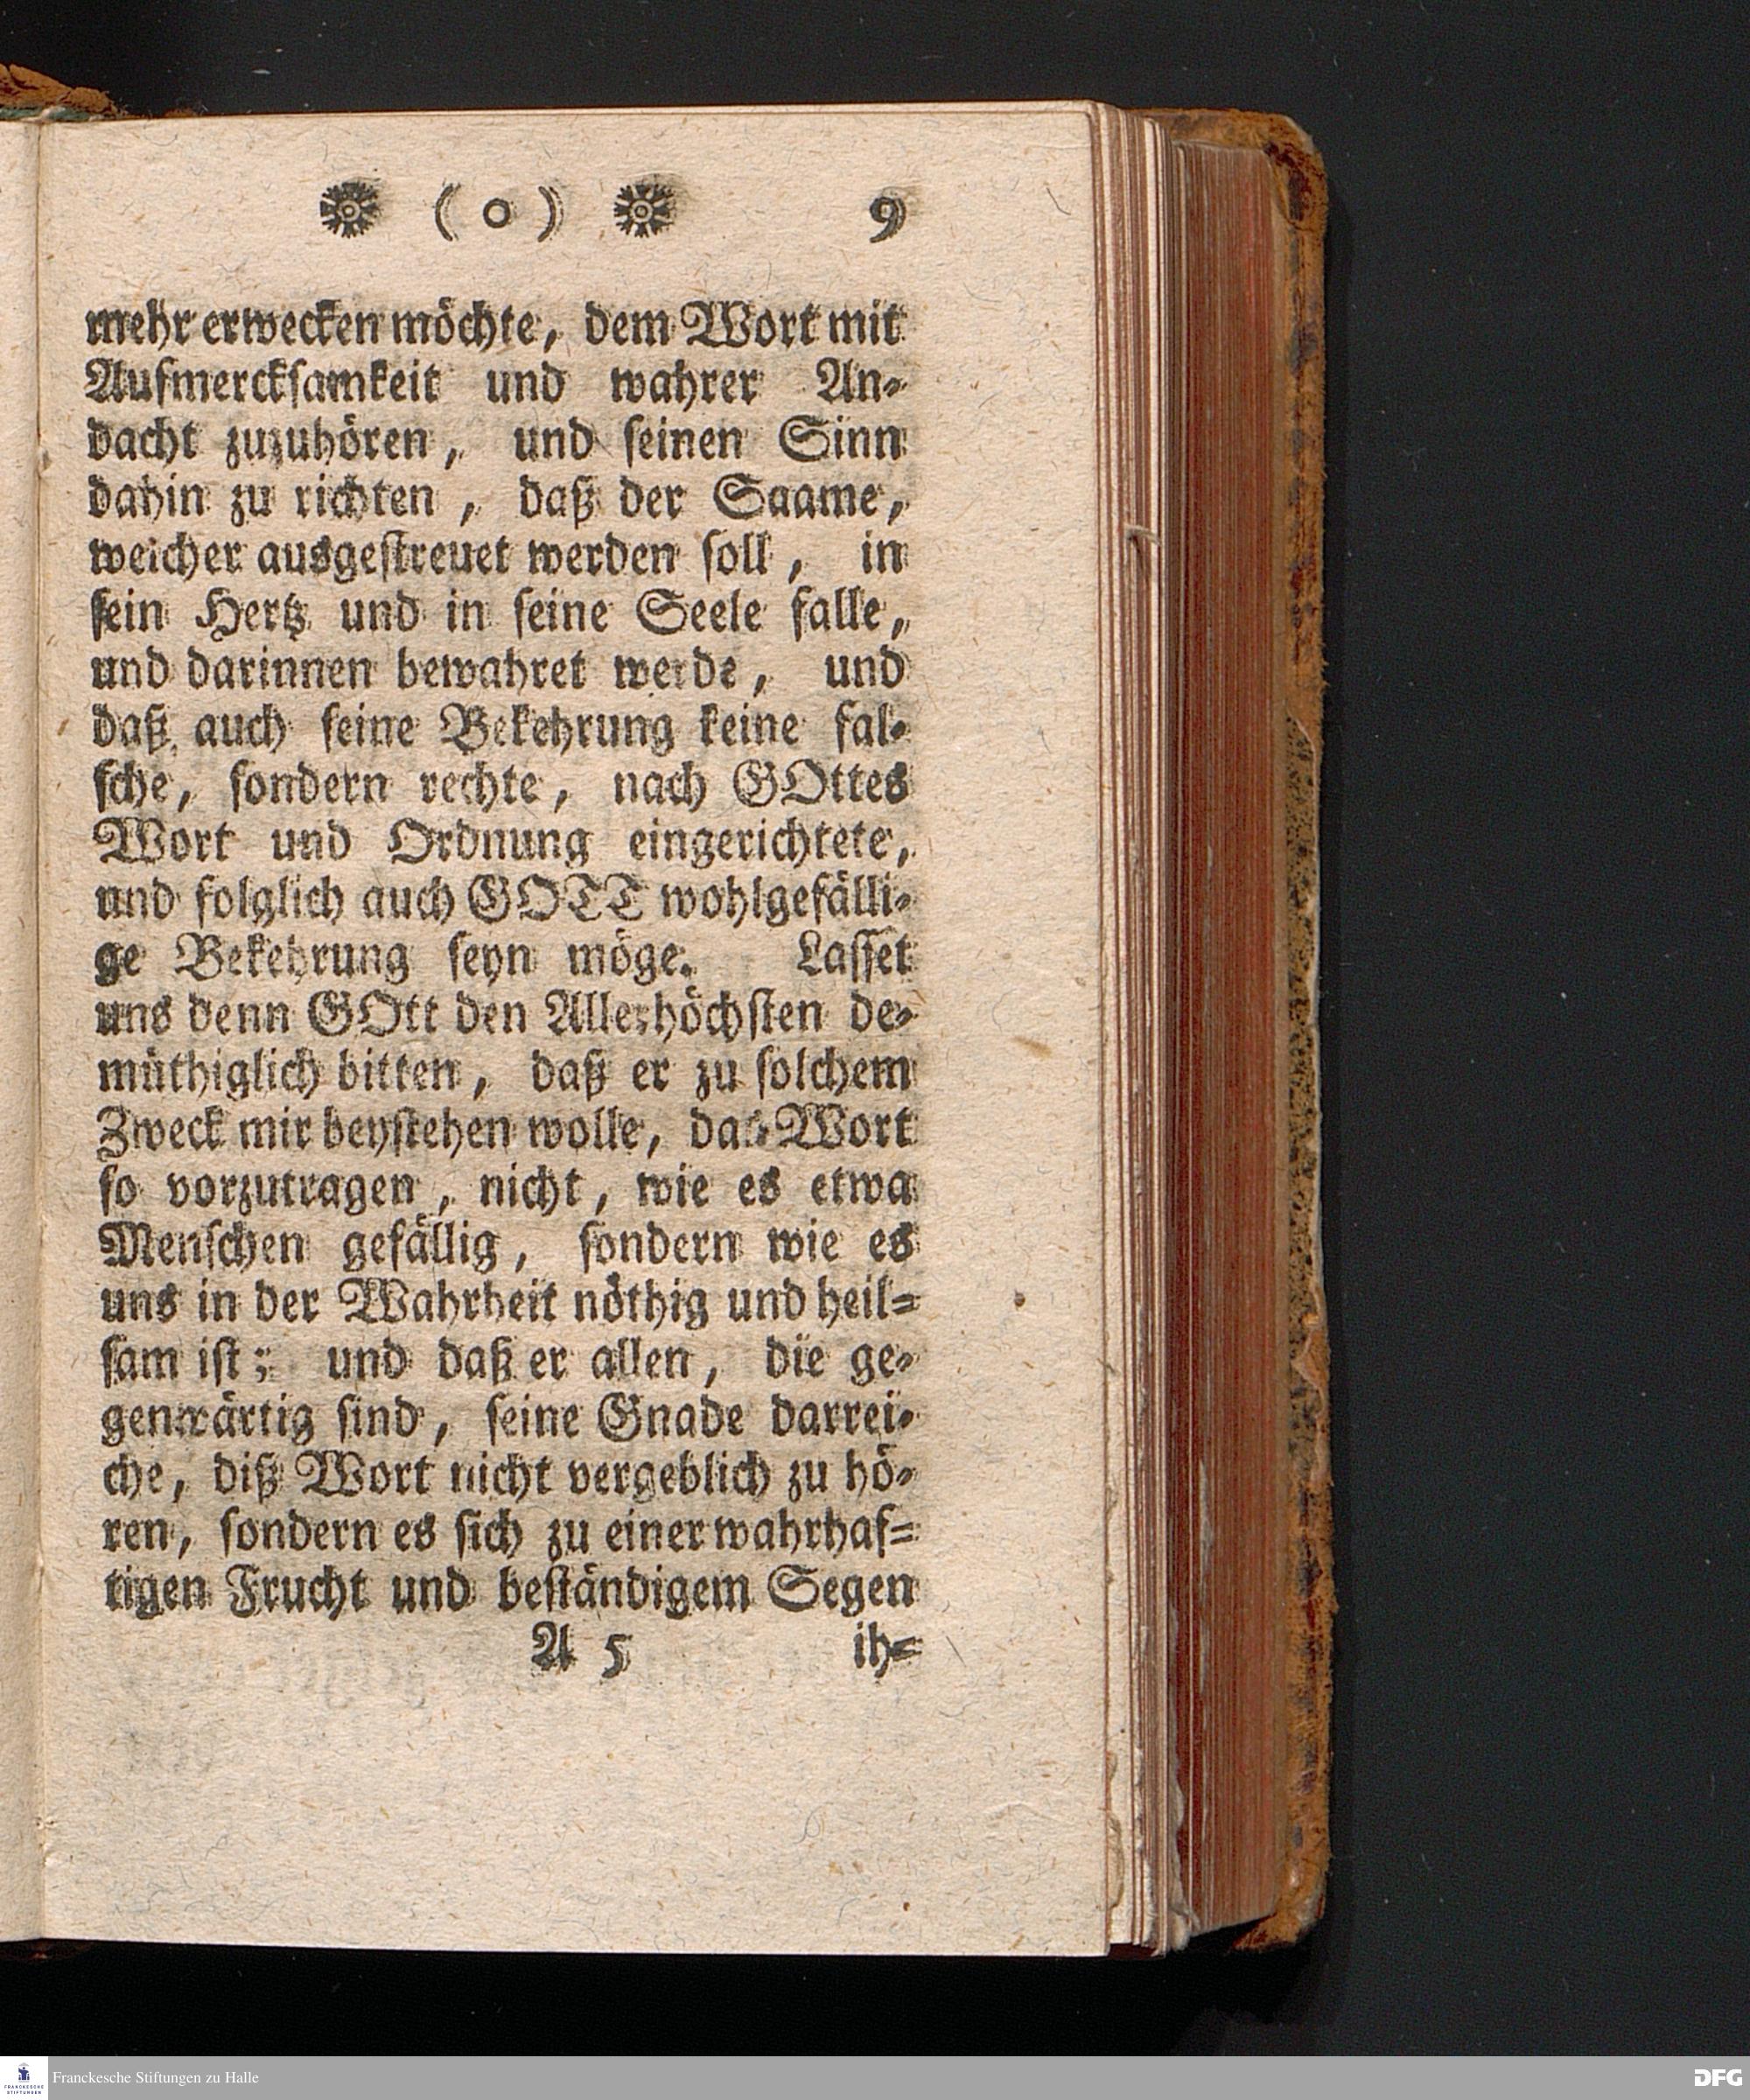 ( o ) 9
mehr erwecken möchte, dem Wort mit
Aufmerckſamkeit und wahrer An-
dacht zuzuhören, und ſeinen Sinn
dahin zu richten, daß der Saame,
welcher ausgeſtreuet werden ſoll, in
ſein Hertz und in ſeine Seele falle,
und darinnen bewahret werde, und
daß auch ſeine Bekehrung keine fal-
ſche, ſondern rechte, nach GOttes
Wort und Ordnung eingerichtete,
und folglich auch GOTT wohlgefälli-
ge Bekehrung ſeyn möge. Laſſet
uns denn GOtt den Allerhöchſten de-
müthiglich bitten, daß er zu ſolchem
Zweck mir beyſtehen wolle, das Wort
ſo vorzutragen, nicht, wie es etwa
Menſchen gefällig, ſondern wie es
uns in der Wahrheit nöthig und heil-
ſam iſt; und daß er allen, die ge-
genwärtig ſind, ſeine Gnade darrei-
che, diß Wort nicht vergeblich zu hö-
ren, ſondern es ſich zu einer wahrhaf-
tigen Frucht und beſtändigem Segen
A 5 ih-
FRANCKESCHE STIFTUNGEN
Franckesche Stiftungen zu Halle
DFG